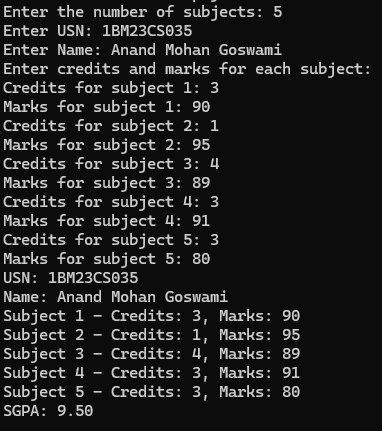 Enter the number of subjects: 5
Enter USN: 1BM23CS035
Enter Name: Anand Mohan Goswami
Enter credits and marks for each subject:
Credits for subject 1: 3
Marks for subject 1: 90
Credits for subject 2: 1
Marks for subject 2: 95
Credits for subject 3: 4
Marks for subject 3: 89
Credits for subject 4: 3
Marks for subject 4: 91
Credits for subject 5: 3
Marks for subject 5: 80
USN: 1BM23CS035
Name: Anand Mohan Goswami
Subject 1 - Credits: 3, Marks: 90
Subject 2 - Credits: 1, Marks: 95
Subject 3 - Credits: 4, Marks: 89
Subject 4 - Credits: 3, Marks: 91
Subject 5 - Credits: 3, Marks: 80
SGPA: 9.50